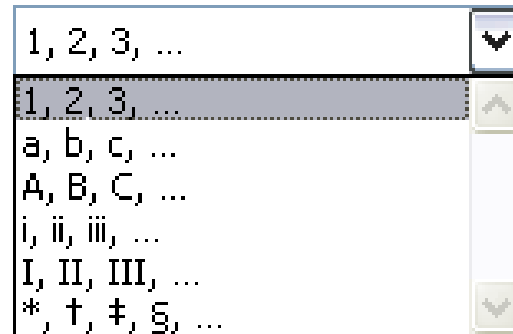 1, 2, 3, ...
1, 2, 3, ...
a, b, c, ...
A, B, C, ...
i, ii, iii, ...
I, II, III, ...
*, †, ‡, §, ...